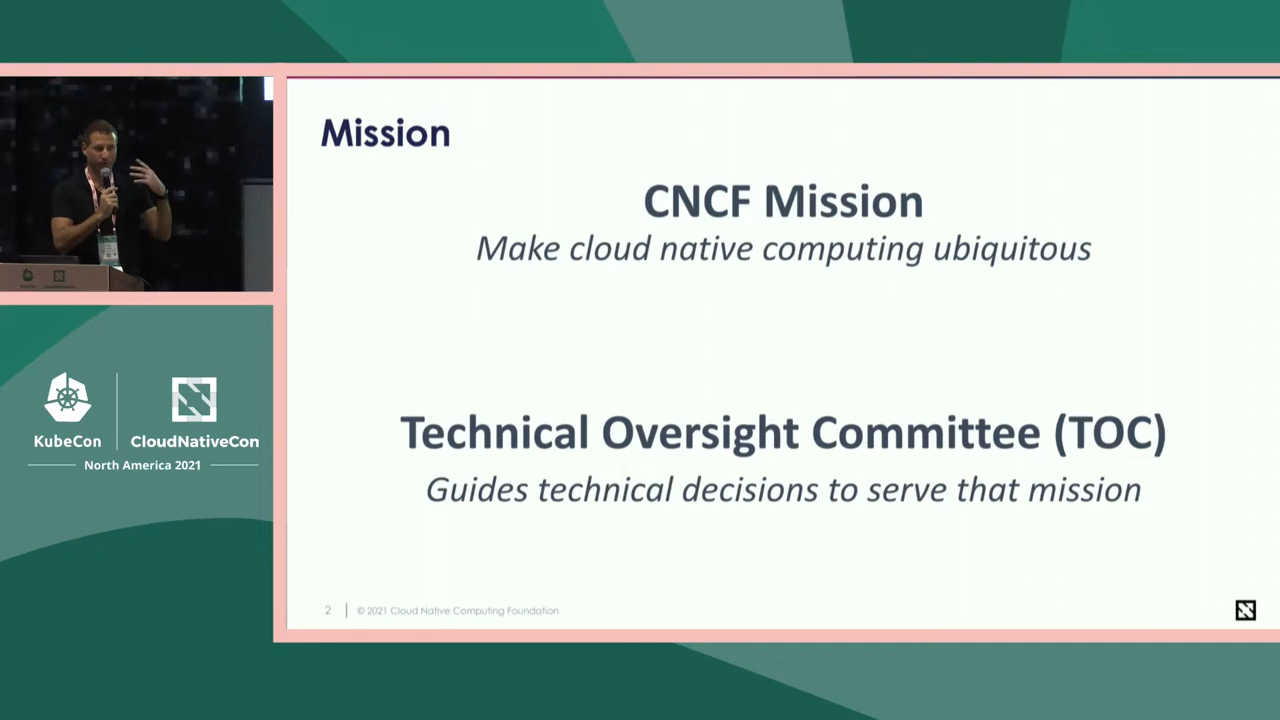 Mission
CNCF Mission
Make cloud native computing ubiquitous
Technical Oversight Committee (TOC)
Guides technical decisions to serve that mission
2
© 2021 Cloud Native Computing Foundation
KubeCon
CloudNativeCon
North America 2021